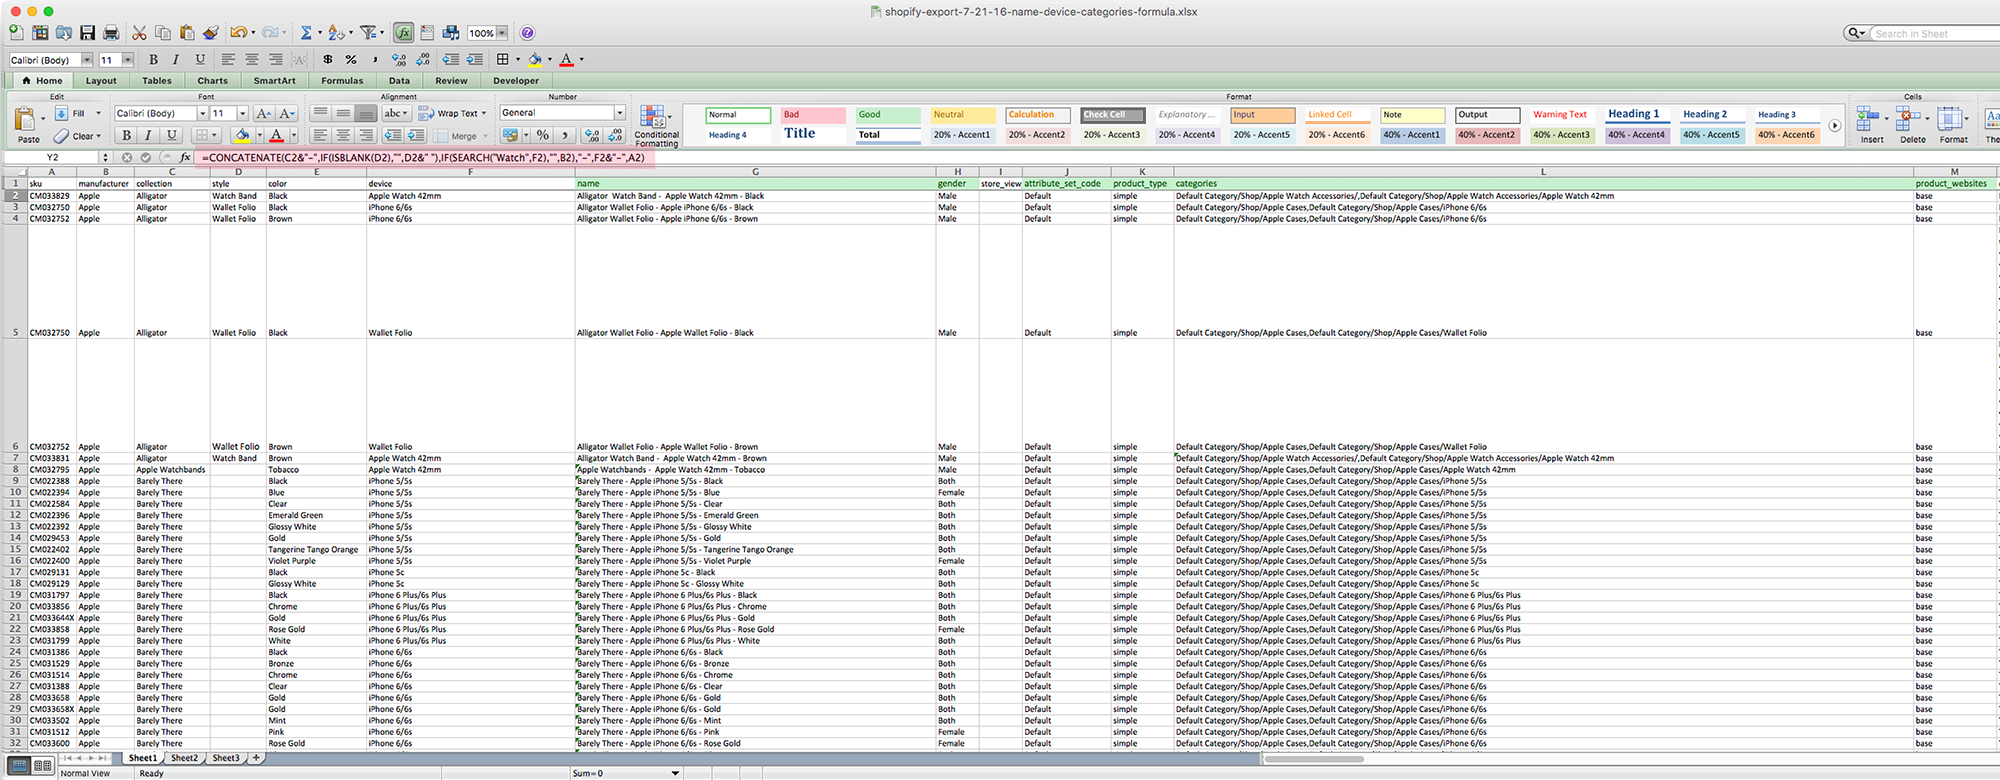 shopify-export-7-21-16-name-device-categories-formula.xlsx
100%
Search in Sheet
Calibri (Body) 11 B I U $ % ,
Home Layout Tables Charts SmartArt Formulas Data Review Developer
Edit Font Alignment Number Format Cells
Paste Fill Calibri (Body) 11 A A abc Wrap Text General Conditional Formatting Normal Bad Good Neutral Calculation Check Cell Explanatory ... Input Linked Cell Note Output Warning Text Heading 1 Heading 2 Heading 3 Insert Delete Format
Clear B I U A Merge % , Heading 4 Title Total 20% - Accent1 20% - Accent2 20% - Accent3 20% - Accent4 20% - Accent5 20% - Accent6 40% - Accent1 40% - Accent2 40% - Accent3 40% - Accent4 40% - Accent5 40% - Accent6
Y2 fx =CONCATENATE(C2&"-",IF(ISBLANK(D2),"",D2&" "),IF(SEARCH("Watch",F2),"",B2),"-",F2&"-",A2)
A B C D E F G H I J K L M
1 sku manufacturer collection style color device name gender store_view attribute_set_code product_type categories product_websites
2 CM033829 Apple Alligator Watch Band Black Apple Watch 42mm Alligator  Watch Band -  Apple Watch 42mm - Black Male Default simple Default Category/Shop/Apple Watch Accessories/,Default Category/Shop/Apple Watch Accessories/Apple Watch 42mm base
3 CM032750 Apple Alligator Wallet Folio Black iPhone 6/6s Alligator Wallet Folio - Apple iPhone 6/6s - Black Male Default simple Default Category/Shop/Apple Cases,Default Category/Shop/Apple Cases/iPhone 6/6s base
4 CM032752 Apple Alligator Wallet Folio Brown iPhone 6/6s Alligator Wallet Folio - Apple iPhone 6/6s - Brown Male Default simple Default Category/Shop/Apple Cases,Default Category/Shop/Apple Cases/iPhone 6/6s base
5 CM032750 Apple Alligator Wallet Folio Black Wallet Folio Alligator Wallet Folio - Apple Wallet Folio - Black Male Default simple Default Category/Shop/Apple Cases,Default Category/Shop/Apple Cases/Wallet Folio base
6 CM032752 Apple Alligator Wallet Folio Brown Wallet Folio Alligator Wallet Folio - Apple Wallet Folio - Brown Male Default simple Default Category/Shop/Apple Cases,Default Category/Shop/Apple Cases/Wallet Folio base
7 CM033831 Apple Alligator Watch Band Brown Apple Watch 42mm Alligator Watch Band -  Apple Watch 42mm - Brown Male Default simple Default Category/Shop/Apple Watch Accessories/,Default Category/Shop/Apple Watch Accessories/Apple Watch 42mm base
8 CM032795 Apple Apple Watchbands Tobacco Apple Watch 42mm Apple Watchbands -  Apple Watch 42mm - Tobacco Male Default simple Default Category/Shop/Apple Cases,Default Category/Shop/Apple Cases/Apple Watch 42mm base
9 CM022388 Apple Barely There Black iPhone 5/5s Barely There - Apple iPhone 5/5s - Black Both Default simple Default Category/Shop/Apple Cases,Default Category/Shop/Apple Cases/iPhone 5/5s base
10 CM022394 Apple Barely There Blue iPhone 5/5s Barely There - Apple iPhone 5/5s - Blue Female Default simple Default Category/Shop/Apple Cases,Default Category/Shop/Apple Cases/iPhone 5/5s base
11 CM022584 Apple Barely There Clear iPhone 5/5s Barely There - Apple iPhone 5/5s - Clear Both Default simple Default Category/Shop/Apple Cases,Default Category/Shop/Apple Cases/iPhone 5/5s base
12 CM022396 Apple Barely There Emerald Green iPhone 5/5s Barely There - Apple iPhone 5/5s - Emerald Green Both Default simple Default Category/Shop/Apple Cases,Default Category/Shop/Apple Cases/iPhone 5/5s base
13 CM022392 Apple Barely There Glossy White iPhone 5/5s Barely There - Apple iPhone 5/5s - Glossy White Both Default simple Default Category/Shop/Apple Cases,Default Category/Shop/Apple Cases/iPhone 5/5s base
14 CM029453 Apple Barely There Gold iPhone 5/5s Barely There - Apple iPhone 5/5s - Gold Both Default simple Default Category/Shop/Apple Cases,Default Category/Shop/Apple Cases/iPhone 5/5s base
15 CM022402 Apple Barely There Tangerine Tango Orange iPhone 5/5s Barely There - Apple iPhone 5/5s - Tangerine Tango Orange Both Default simple Default Category/Shop/Apple Cases,Default Category/Shop/Apple Cases/iPhone 5/5s base
16 CM022400 Apple Barely There Violet Purple iPhone 5/5s Barely There - Apple iPhone 5/5s - Violet Purple Female Default simple Default Category/Shop/Apple Cases,Default Category/Shop/Apple Cases/iPhone 5/5s base
17 CM029131 Apple Barely There Black iPhone 5c Barely There - Apple iPhone 5c - Black Both Default simple Default Category/Shop/Apple Cases,Default Category/Shop/Apple Cases/iPhone 5c base
18 CM029129 Apple Barely There Glossy White iPhone 5c Barely There - Apple iPhone 5c - Glossy White Both Default simple Default Category/Shop/Apple Cases,Default Category/Shop/Apple Cases/iPhone 5c base
19 CM031797 Apple Barely There Black iPhone 6 Plus/6s Plus Barely There - Apple iPhone 6 Plus/6s Plus - Black Both Default simple Default Category/Shop/Apple Cases,Default Category/Shop/Apple Cases/iPhone 6 Plus/6s Plus base
20 CM033856 Apple Barely There Chrome iPhone 6 Plus/6s Plus Barely There - Apple iPhone 6 Plus/6s Plus - Chrome Both Default simple Default Category/Shop/Apple Cases,Default Category/Shop/Apple Cases/iPhone 6 Plus/6s Plus base
21 CM033644X Apple Barely There Gold iPhone 6 Plus/6s Plus Barely There - Apple iPhone 6 Plus/6s Plus - Gold Both Default simple Default Category/Shop/Apple Cases,Default Category/Shop/Apple Cases/iPhone 6 Plus/6s Plus base
22 CM033858 Apple Barely There Rose Gold iPhone 6 Plus/6s Plus Barely There - Apple iPhone 6 Plus/6s Plus - Rose Gold Female Default simple Default Category/Shop/Apple Cases,Default Category/Shop/Apple Cases/iPhone 6 Plus/6s Plus base
23 CM031799 Apple Barely There White iPhone 6 Plus/6s Plus Barely There - Apple iPhone 6 Plus/6s Plus - White Both Default simple Default Category/Shop/Apple Cases,Default Category/Shop/Apple Cases/iPhone 6 Plus/6s Plus base
24 CM031386 Apple Barely There Black iPhone 6/6s Barely There - Apple iPhone 6/6s - Black Both Default simple Default Category/Shop/Apple Cases,Default Category/Shop/Apple Cases/iPhone 6/6s base
25 CM031529 Apple Barely There Bronze iPhone 6/6s Barely There - Apple iPhone 6/6s - Bronze Both Default simple Default Category/Shop/Apple Cases,Default Category/Shop/Apple Cases/iPhone 6/6s base
26 CM031514 Apple Barely There Chrome iPhone 6/6s Barely There - Apple iPhone 6/6s - Chrome Both Default simple Default Category/Shop/Apple Cases,Default Category/Shop/Apple Cases/iPhone 6/6s base
27 CM031388 Apple Barely There Clear iPhone 6/6s Barely There - Apple iPhone 6/6s - Clear Both Default simple Default Category/Shop/Apple Cases,Default Category/Shop/Apple Cases/iPhone 6/6s base
28 CM033658 Apple Barely There Gold iPhone 6/6s Barely There - Apple iPhone 6/6s - Gold Both Default simple Default Category/Shop/Apple Cases,Default Category/Shop/Apple Cases/iPhone 6/6s base
29 CM033658X Apple Barely There Gold iPhone 6/6s Barely There - Apple iPhone 6/6s - Gold Both Default simple Default Category/Shop/Apple Cases,Default Category/Shop/Apple Cases/iPhone 6/6s base
30 CM033502 Apple Barely There Mint iPhone 6/6s Barely There - Apple iPhone 6/6s - Mint Both Default simple Default Category/Shop/Apple Cases,Default Category/Shop/Apple Cases/iPhone 6/6s base
31 CM031512 Apple Barely There Pink iPhone 6/6s Barely There - Apple iPhone 6/6s - Pink Female Default simple Default Category/Shop/Apple Cases,Default Category/Shop/Apple Cases/iPhone 6/6s base
32 CM033600 Apple Barely There Rose Gold iPhone 6/6s Barely There - Apple iPhone 6/6s - Rose Gold Female Default simple Default Category/Shop/Apple Cases,Default Category/Shop/Apple Cases/iPhone 6/6s base
Sheet1 Sheet2 Sheet3 +
Normal View Ready Sum=0